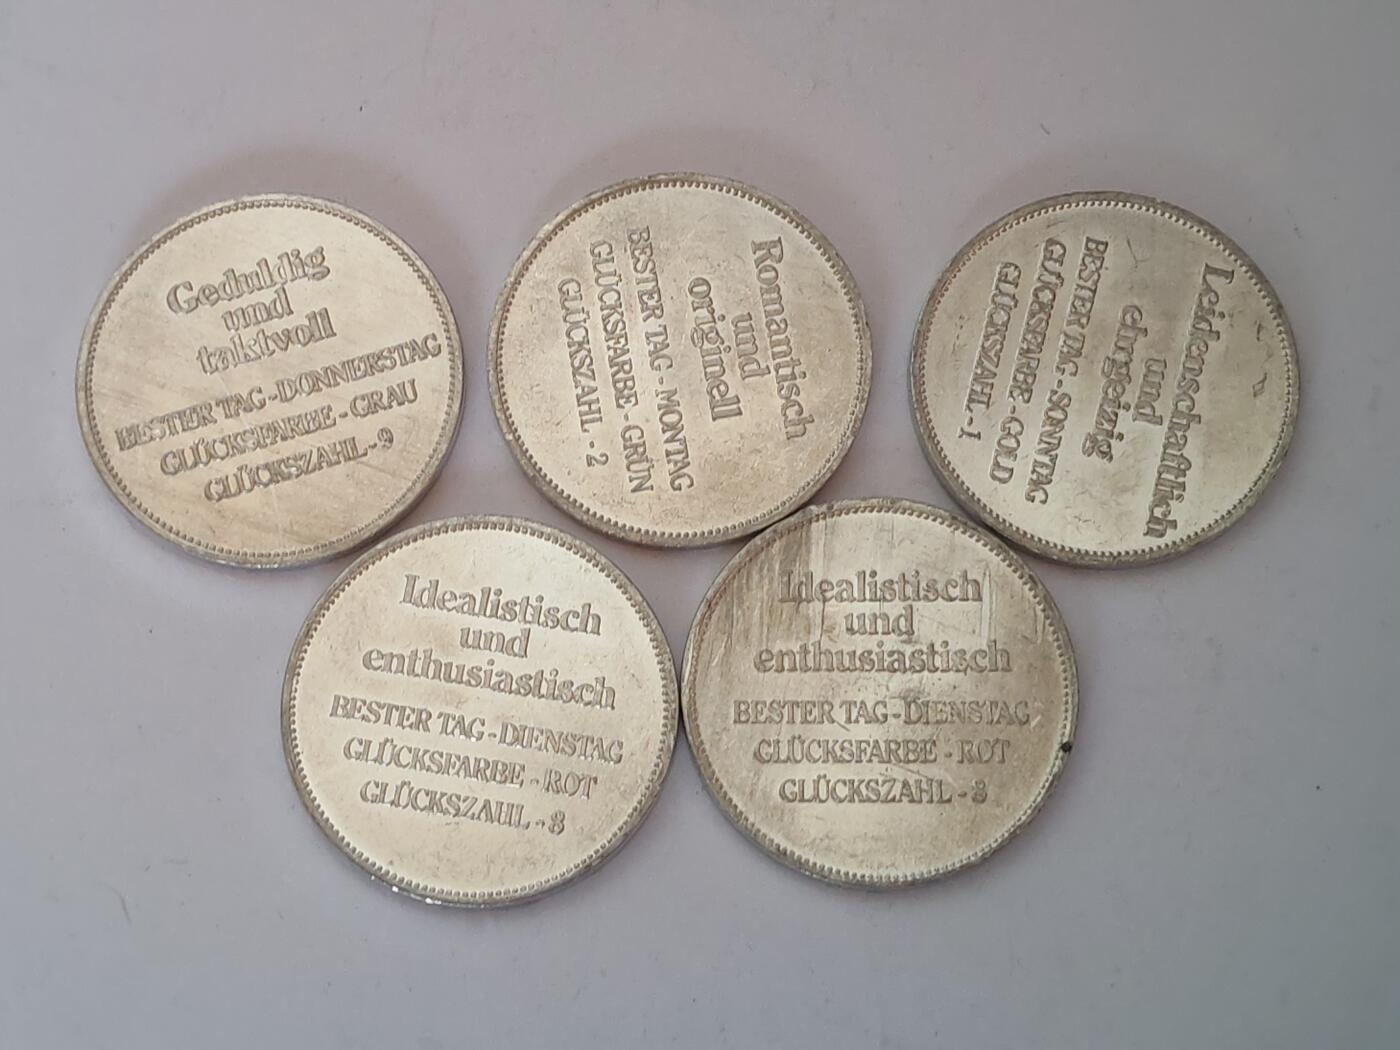 Geduldig
und
taktvoll
BESTER TAG-DONNERSTAG
GLÜCKSFARBE-GRAU
GLÜCKSZAHL-9
Romantisch
und
originell
BESTER TAG-MONTAG
GLÜCKSFARBE-GRÜN
GLÜCKSZAHL-2
Leidenschaftlich
und
ehrgeizig
BESTER TAG-SONNTAG
GLÜCKSFARBE-GOLD
GLÜCKSZAHL-1
Idealistisch
und
enthusiastisch
BESTER TAG-DIENSTAG
GLÜCKSFARBE-ROT
GLÜCKSZAHL-8
Idealistisch
und
enthusiastisch
BESTER TAG-DIENSTAG
GLÜCKSFARBE-ROT
GLÜCKSZAHL-8